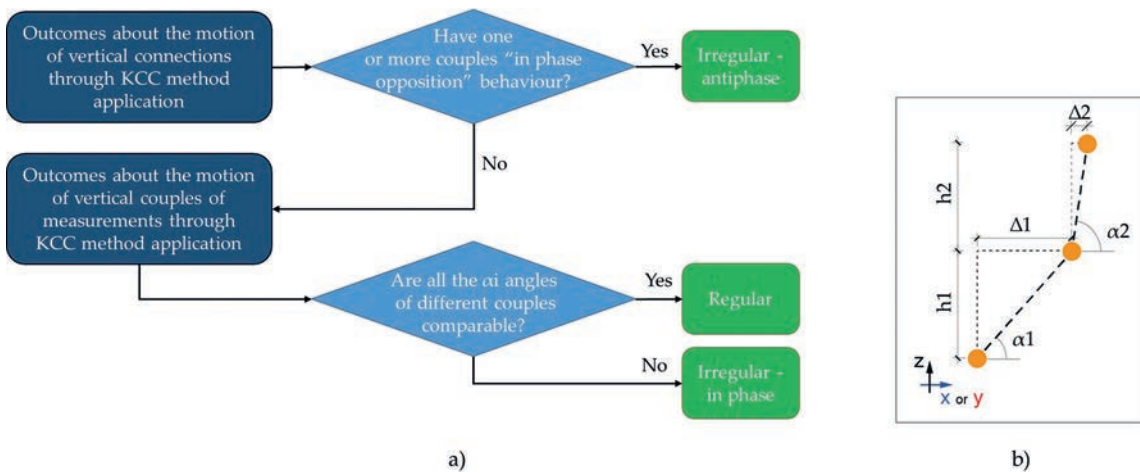 Outcomes about the motion
of vertical connections
through KCC method
application
Have one
or more couples “in phase
opposition” behaviour?
Yes
Irregular -
antiphase
No
Outcomes about the motion
of vertical couples of
measurements through
KCC method application
Are all the αi angles
of different couples
comparable?
Yes
Regular
No
Irregular -
in phase
a)
Δ2
h2
Δ1
α2
h1
α1
z
x or y
b)